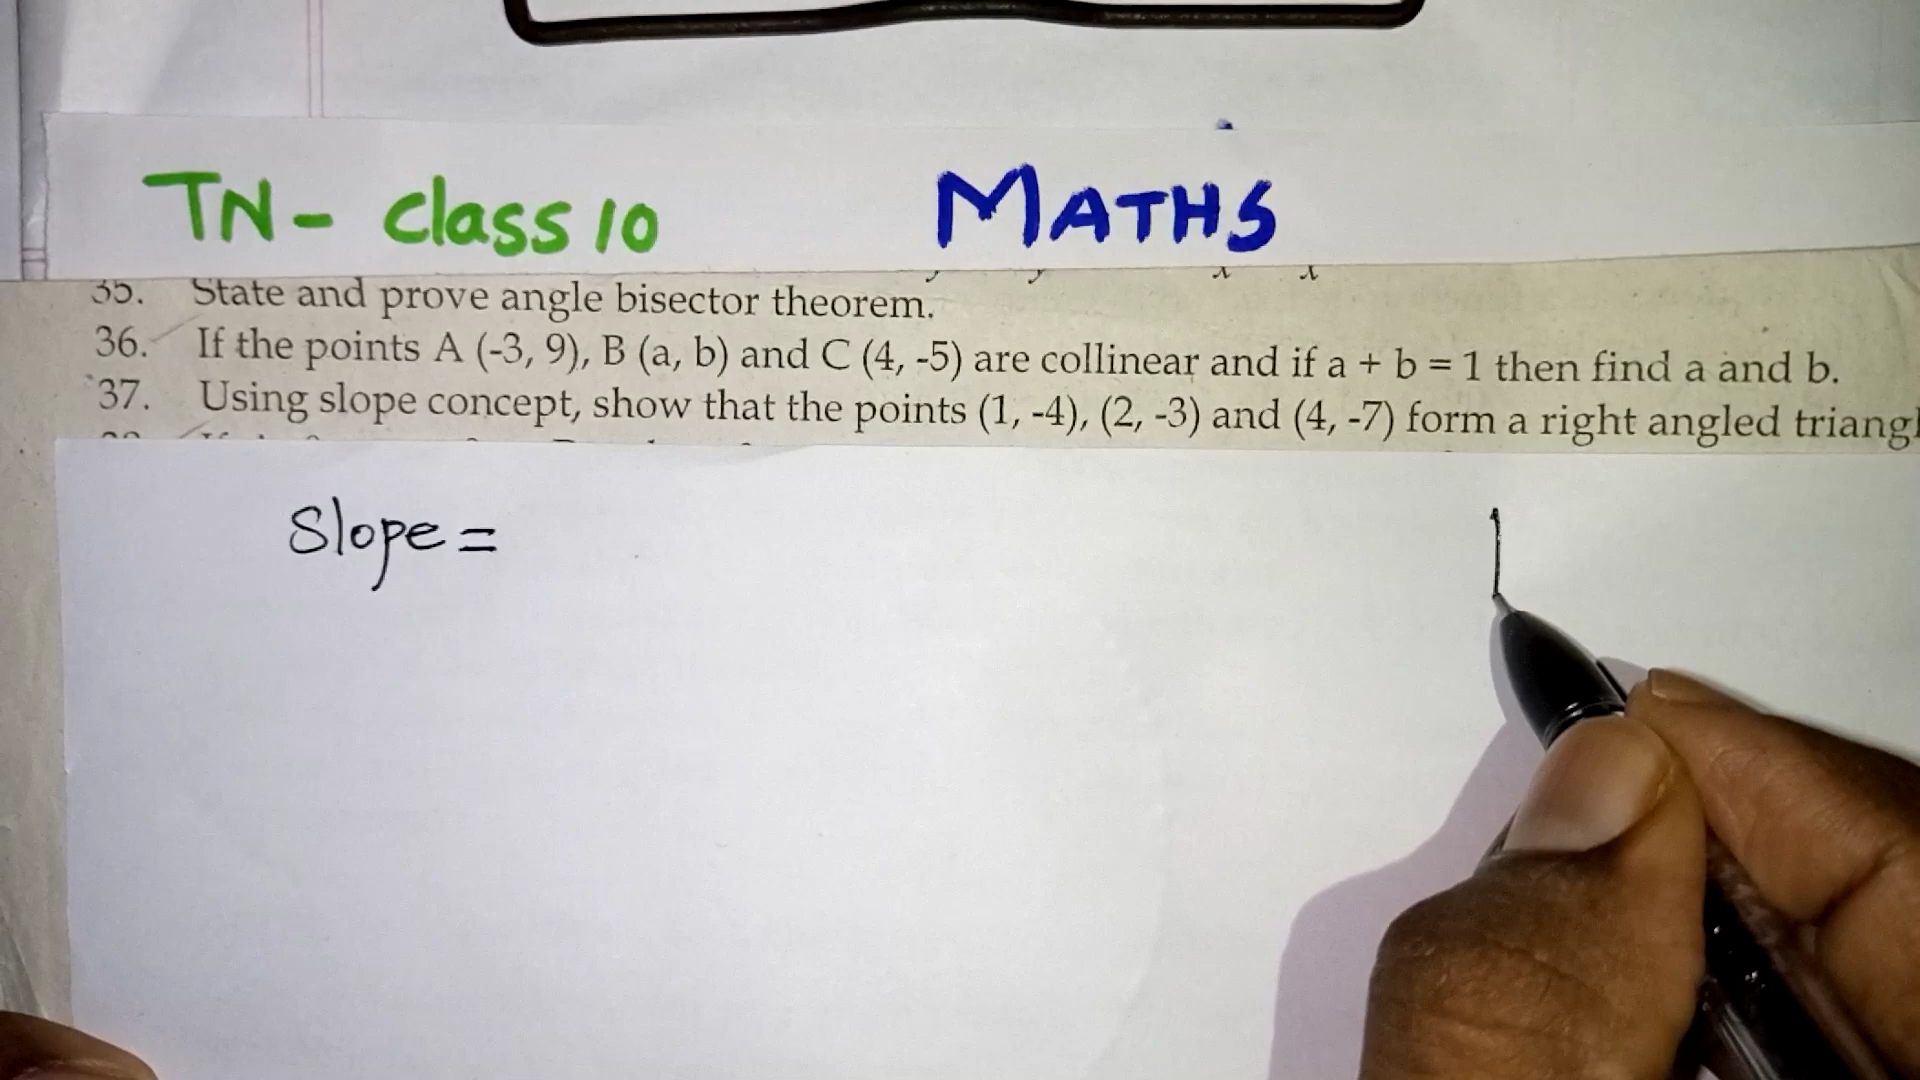 TN- Class 10 MATHS
35. State and prove angle bisector theorem.
36. If the points A (-3, 9), B (a, b) and C (4, -5) are collinear and if a + b = 1 then find a and b.
37. Using slope concept, show that the points (1, -4), (2, -3) and (4, -7) form a right angled triangl
Slope =